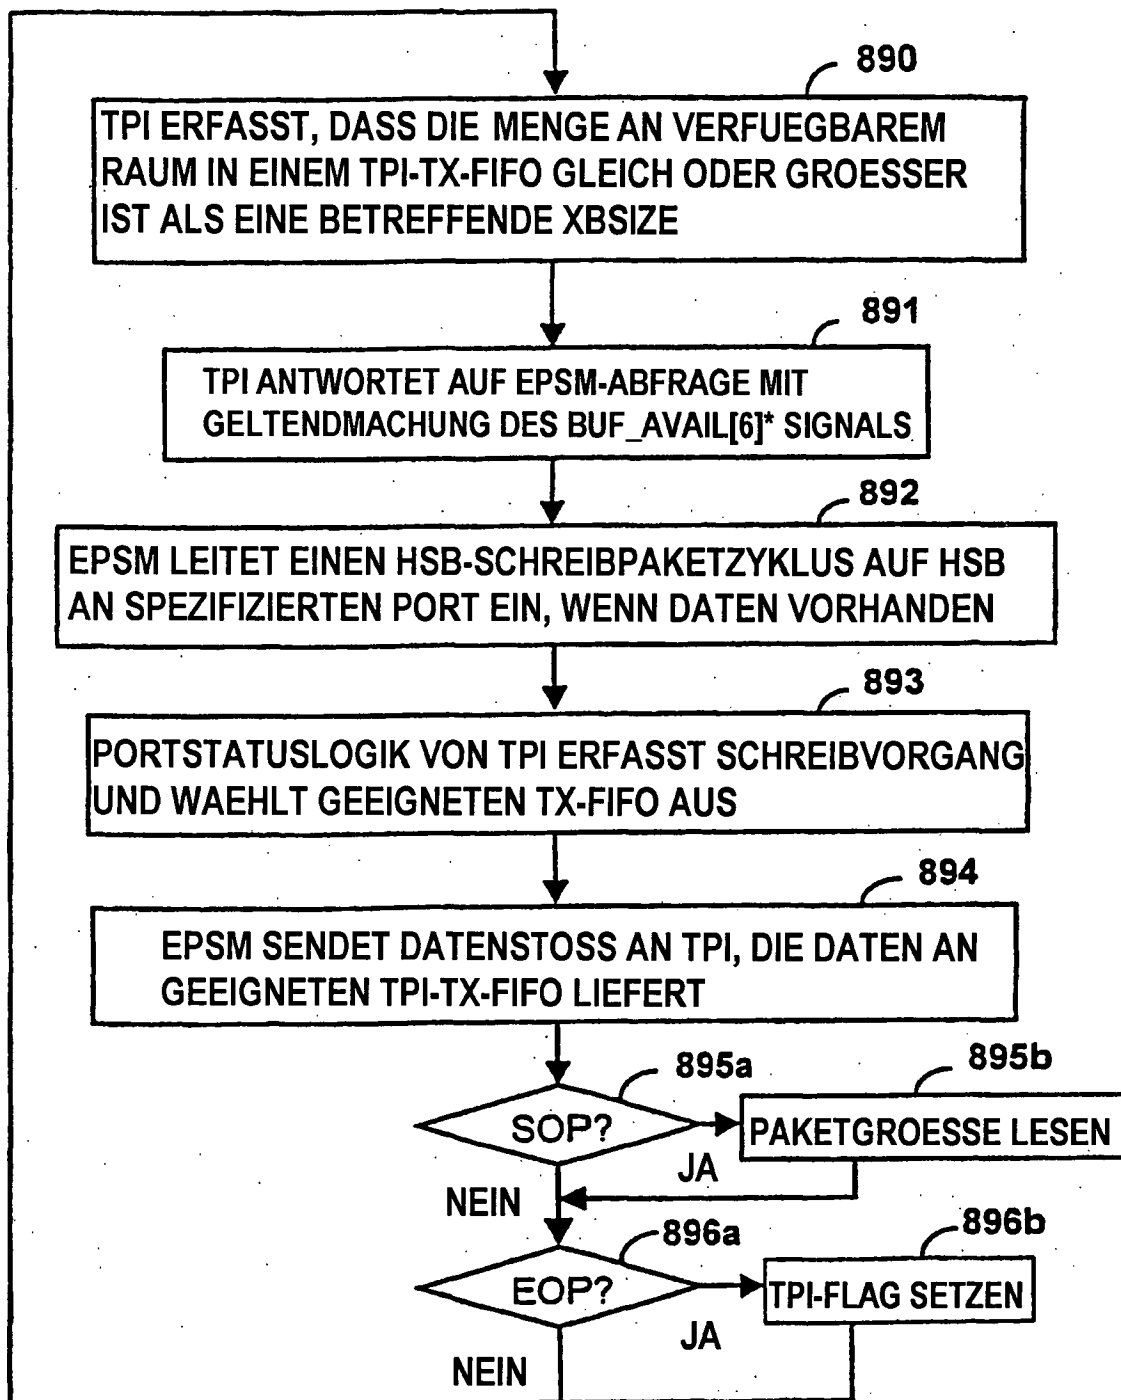 890
TPI ERFASST, DASS DIE MENGE AN VERFUEGBAREM
RAUM IN EINEM TPI-TX-FIFO GLEICH ODER GROESSER
IST ALS EINE BETREFFENDE XBSIZE
891
TPI ANTWORTET AUF EPSM-ABFRAGE MIT
GELTENDMACHUNG DES BUF_AVAIL[6]* SIGNALS
892
EPSM LEITET EINEN HSB-SCHREIBPAKETZYKLUS AUF HSB
AN SPEZIFIZIERTEN PORT EIN, WENN DATEN VORHANDEN
893
PORTSTATUSLOGIK VON TPI ERFASST SCHREIBVORGANG
UND WAEHLT GEEIGNETEN TX-FIFO AUS
894
EPSM SENDET DATENSTOSS AN TPI, DIE DATEN AN
GEEIGNETEN TPI-TX-FIFO LIEFERT
895a
895b
SOP?
PAKETGROESSE LESEN
JA
NEIN
896a
896b
EOP?
TPI-FLAG SETZEN
JA
NEIN